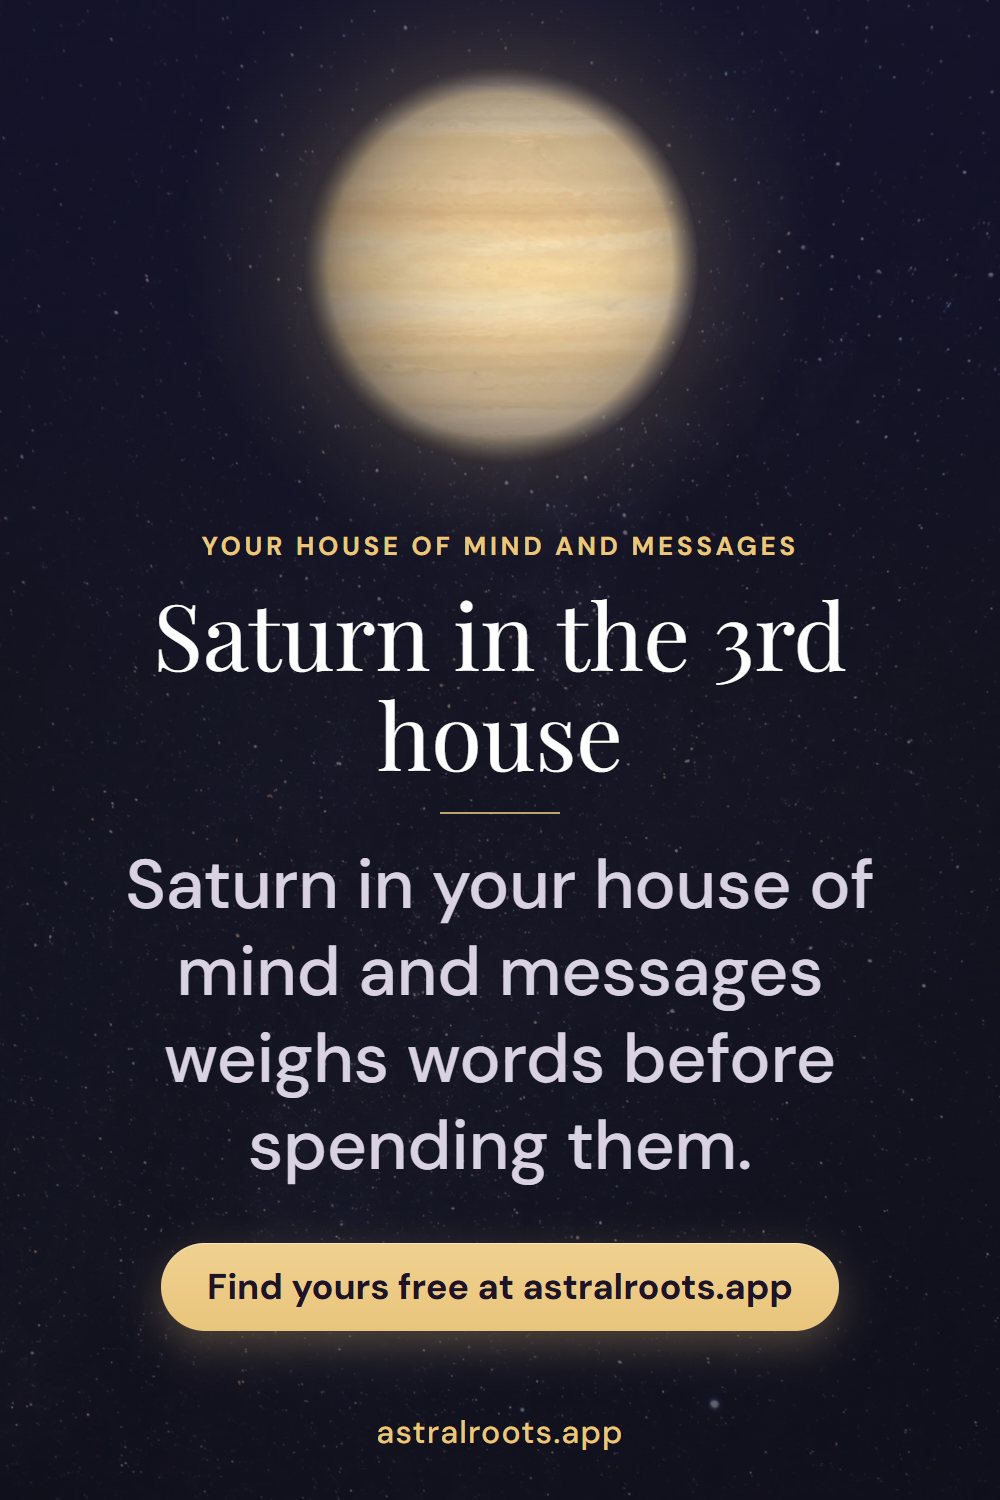 YOUR HOUSE OF MIND AND MESSAGES
Saturn in the 3rd
house
Saturn in your house of
mind and messages
weighs words before
spending them.
Find yours free at astralroots.app
astralroots.app